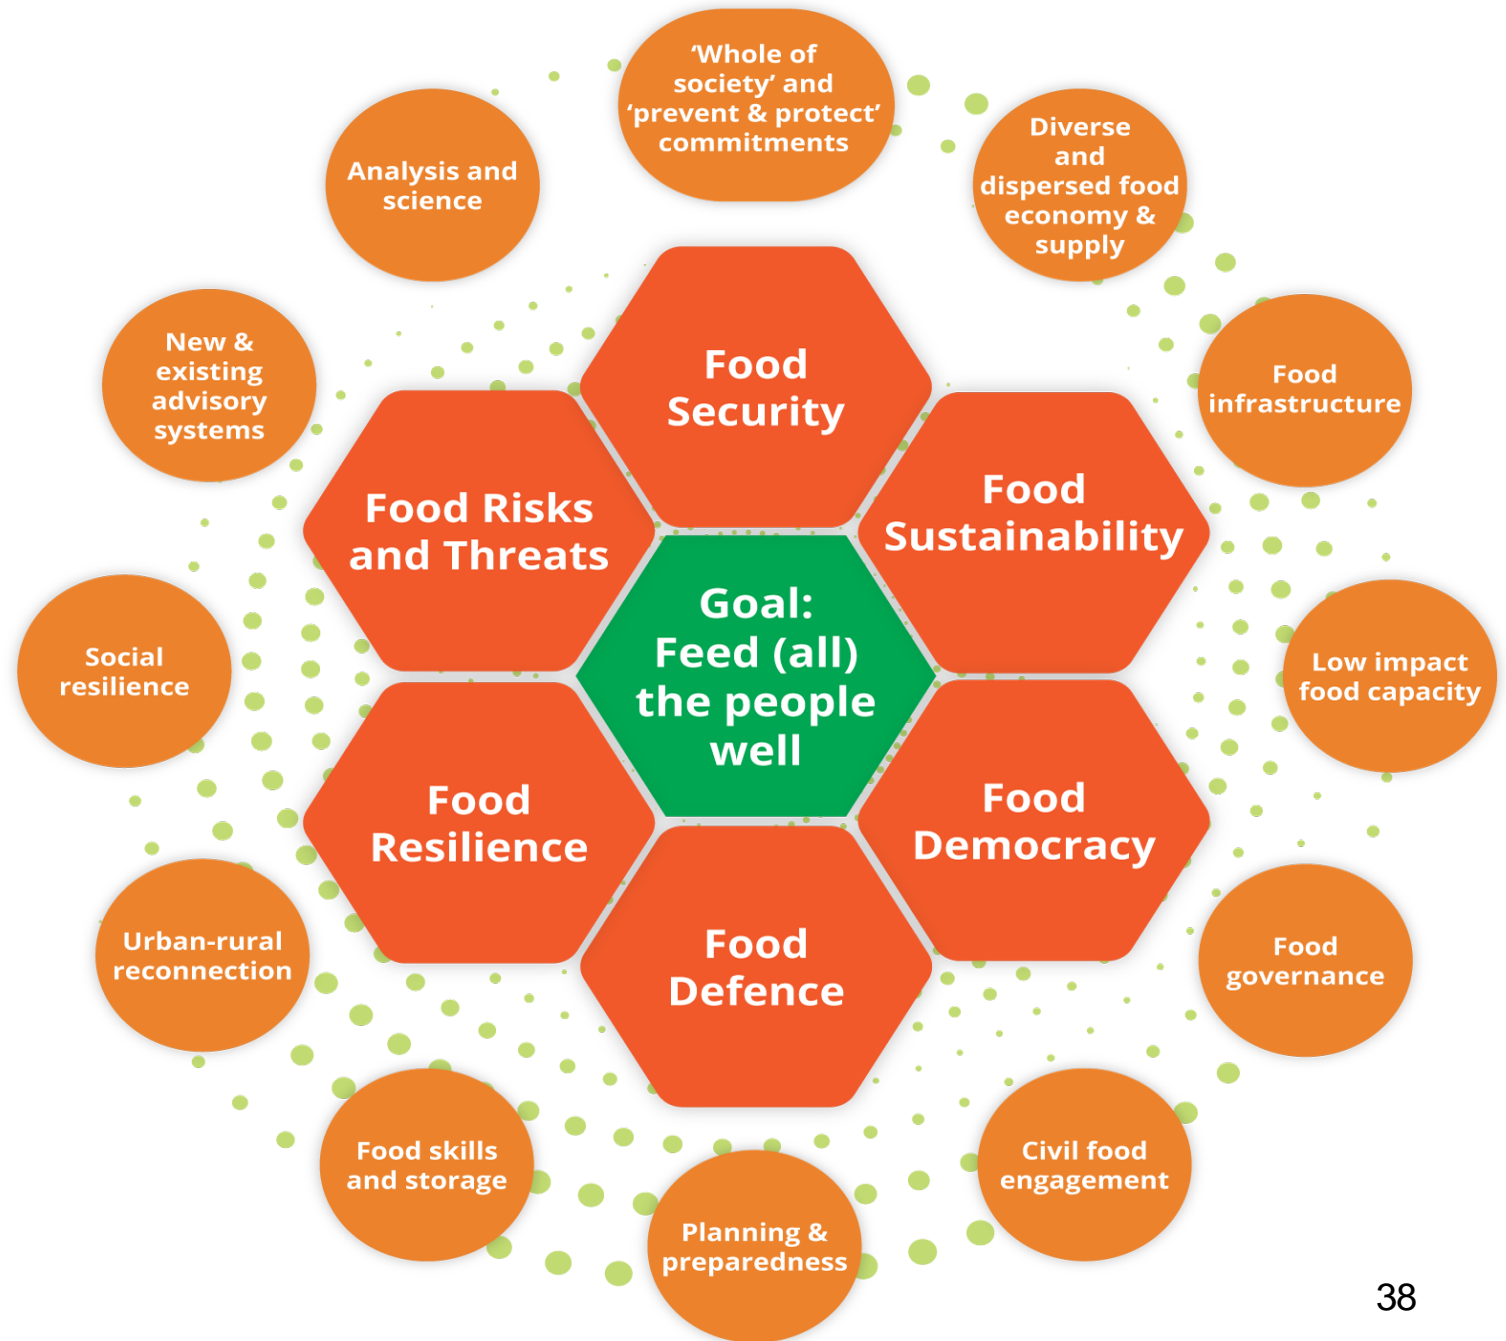 ‘Whole of
society’ and
‘prevent & protect’
commitments
Diverse
and
dispersed food
economy &
supply
Food
infrastructure
Low impact
food capacity
Food
governance
Civil food
engagement
Planning &
preparedness
Food skills
and storage
Urban-rural
reconnection
Social
resilience
New &
existing
advisory
systems
Analysis and
science
Food
Security
Food
Sustainability
Food
Democracy
Food
Defence
Food
Resilience
Food Risks
and Threats
Goal:
Feed (all)
the people
well
38